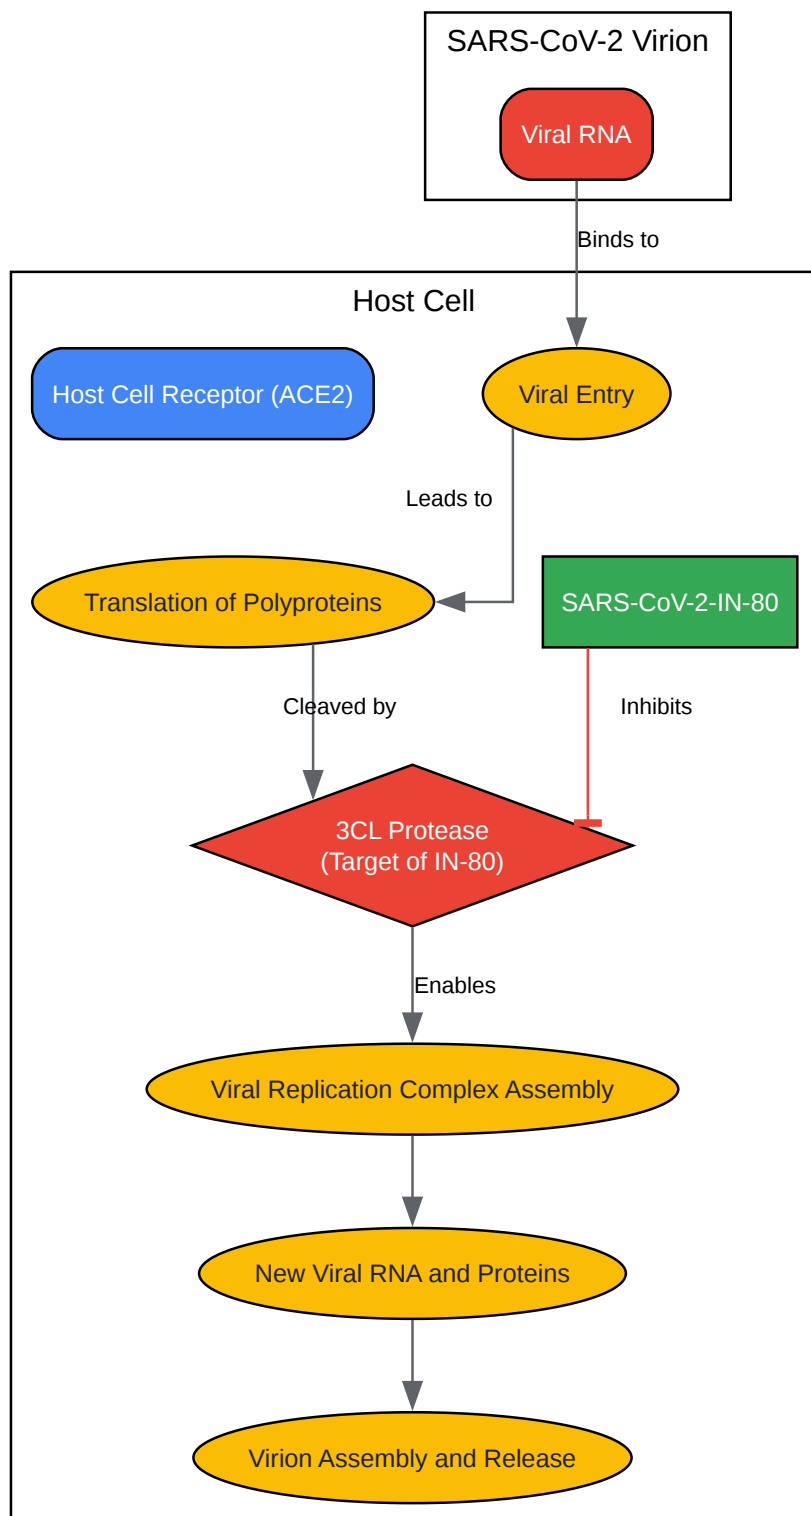 SARS-CoV-2 Virion
Viral RNA
Binds to
Host Cell
Host Cell Receptor (ACE2)
Viral Entry
Leads to
Translation of Polyproteins
SARS-CoV-2-IN-80
Cleaved by
Inhibits
3CL Protease
(Target of IN-80)
Enables
Viral Replication Complex Assembly
New Viral RNA and Proteins
Virion Assembly and Release